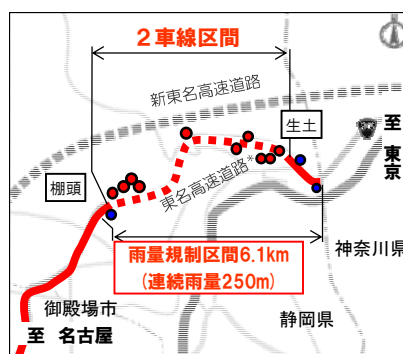 2車線区間
新東名高速道路
生土
至
東
京
棚頭
東名高速道路*
雨量規制区間6.1km
(連続雨量250m)
神奈川県
御殿場市
静岡県
至 名古屋